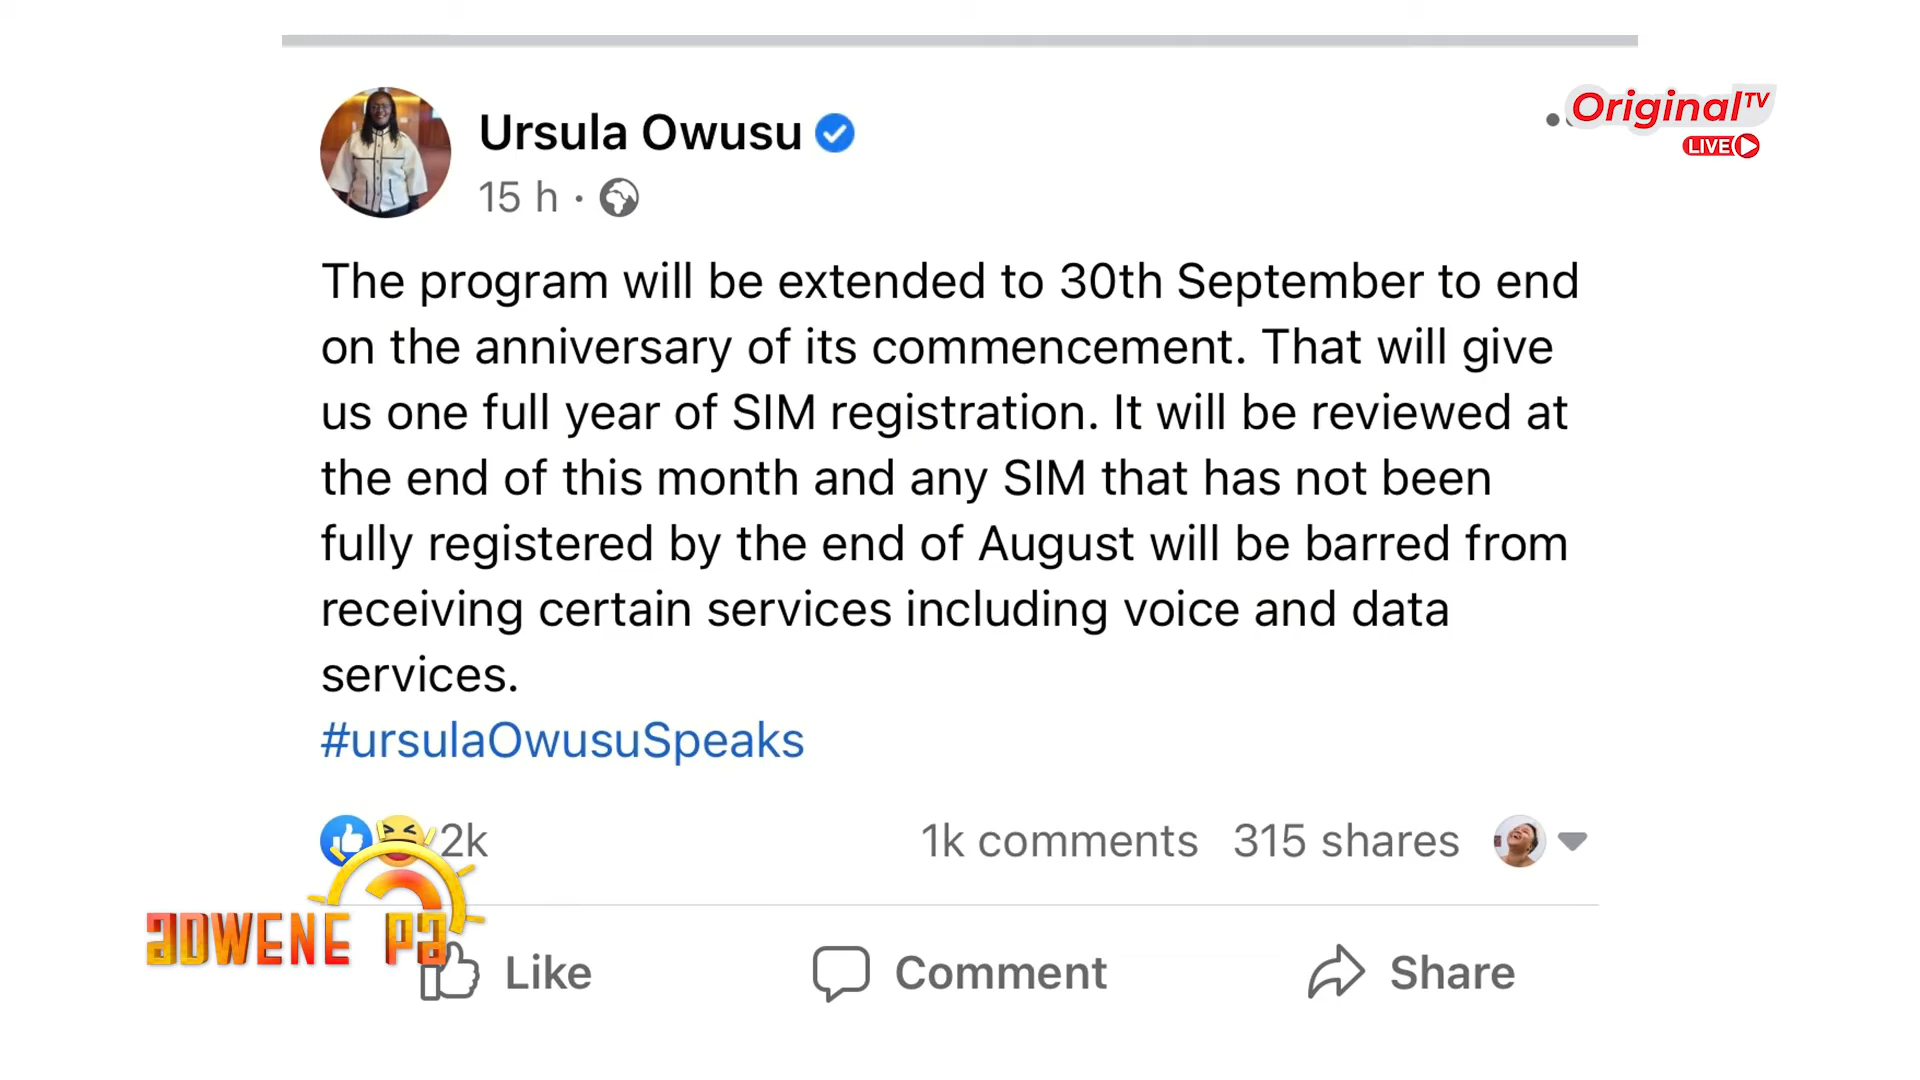 Original TV
LIVE
Ursula Owusu
15 h ·
The program will be extended to 30th September to end
on the anniversary of its commencement. That will give
us one full year of SIM registration. It will be reviewed at
the end of this month and any SIM that has not been
fully registered by the end of August will be barred from
receiving certain services including voice and data
services.
#ursulaOwusuSpeaks
2k
1k comments 315 shares
ADWENE PA
Like
Comment
Share